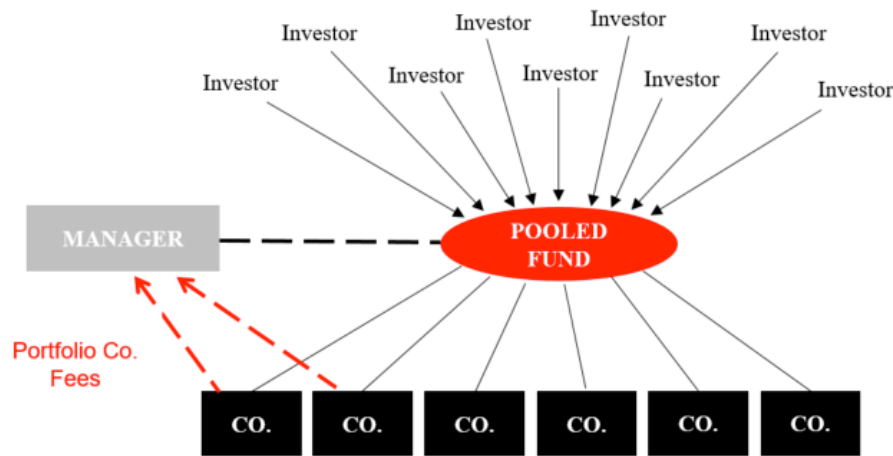 Investor
Investor
Investor
Investor
Investor
Investor
Investor
Investor
Investor
MANAGER
POOLED
FUND
Portfolio Co.
Fees
CO.
CO.
CO.
CO.
CO.
CO.